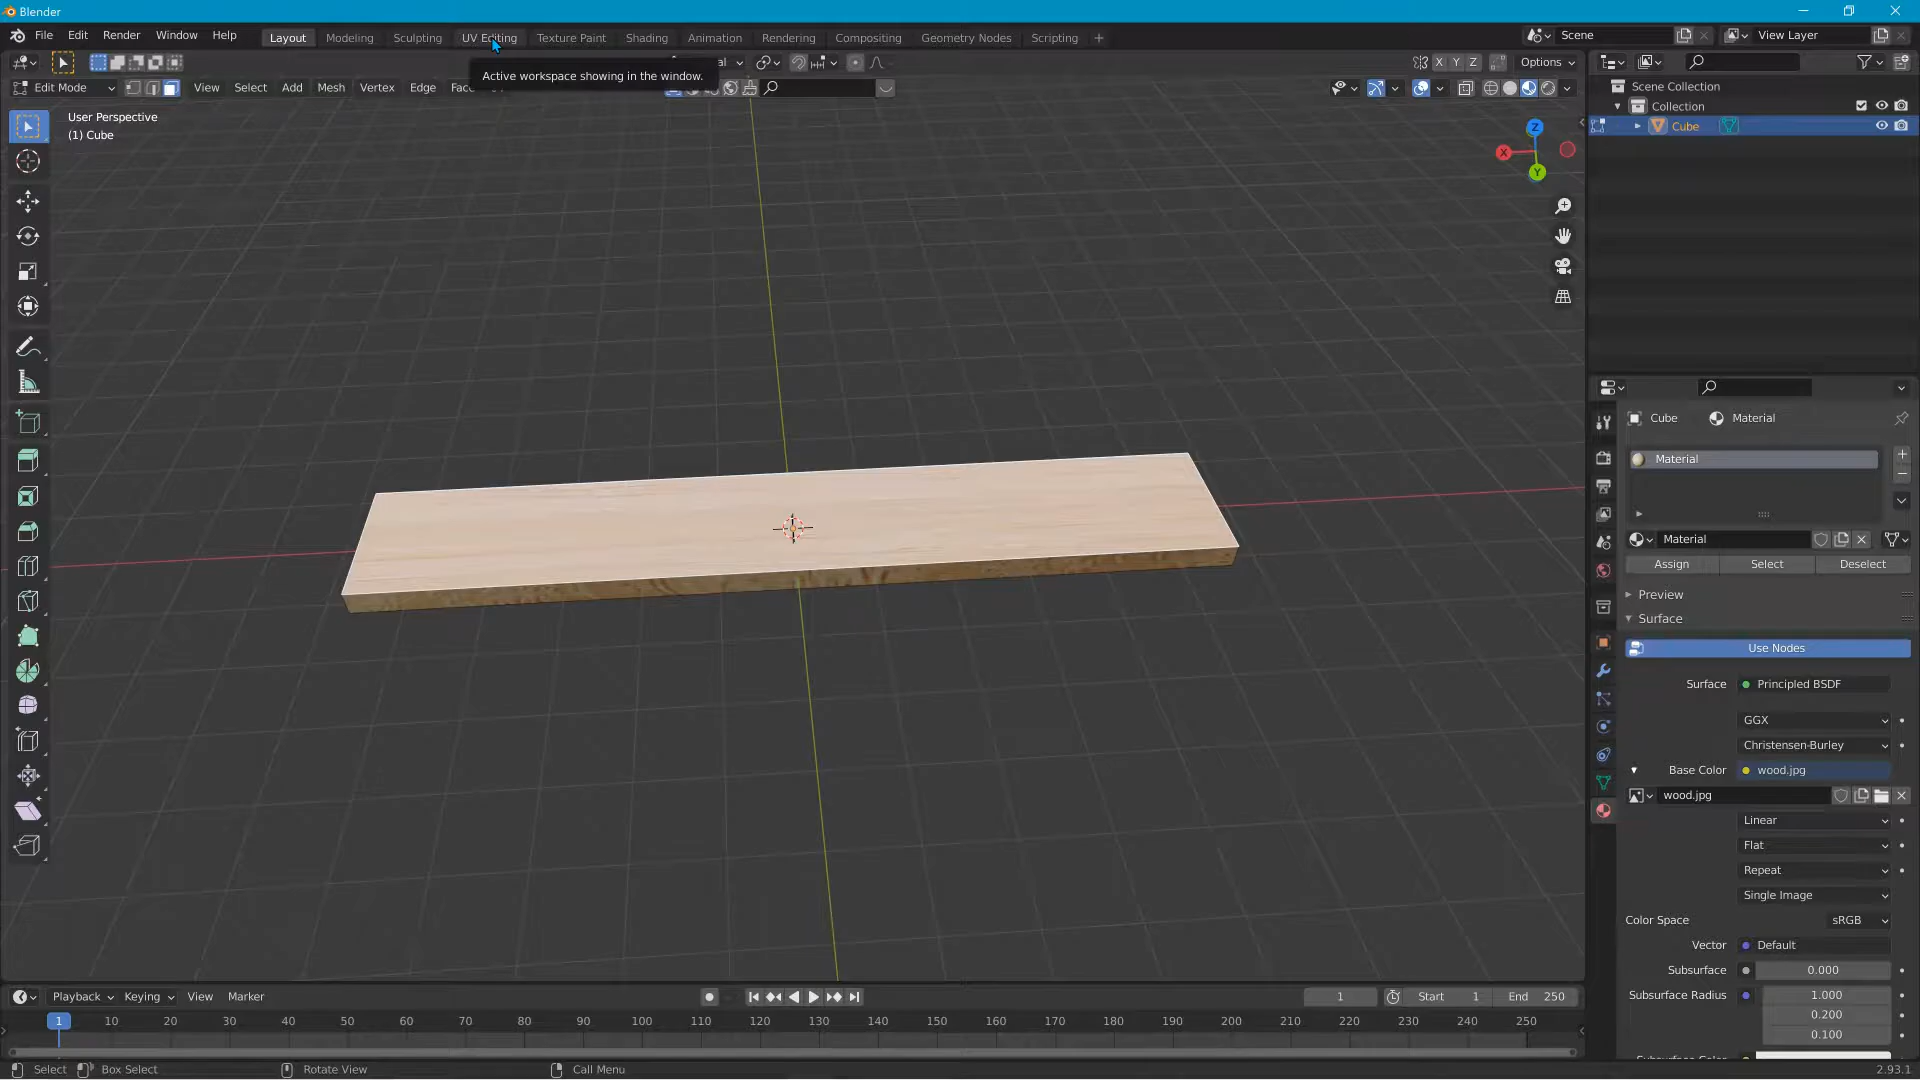 Blender
File Edit Render Window Help Layout Modeling Sculpting UV Editing Texture Paint Shading Animation Rendering Compositing Geometry Nodes Scripting + Scene View Layer
al X Y Z Options
Active workspace showing in the window.
Edit Mode View Select Add Mesh Vertex Edge Fac
User Perspective
(1) Cube
Z
X
Y
Scene Collection
Collection
Cube
Cube Material
Material
Material
Assign Select Deselect
Preview
Surface
Use Nodes
Surface Principled BSDF
GGX
Christensen-Burley
Base Color wood.jpg
wood.jpg
Linear
Flat
Repeat
Single Image
Color Space sRGB
Vector Default
Subsurface 0.000
Subsurface Radius 1.000
0.200
0.100
Playback Keying View Marker 1 Start 1 End 250
1 10 20 30 40 50 60 70 80 90 100 110 120 130 140 150 160 170 180 190 200 210 220 230 240 250
Select Box Select Rotate View Call Menu 2.93.1